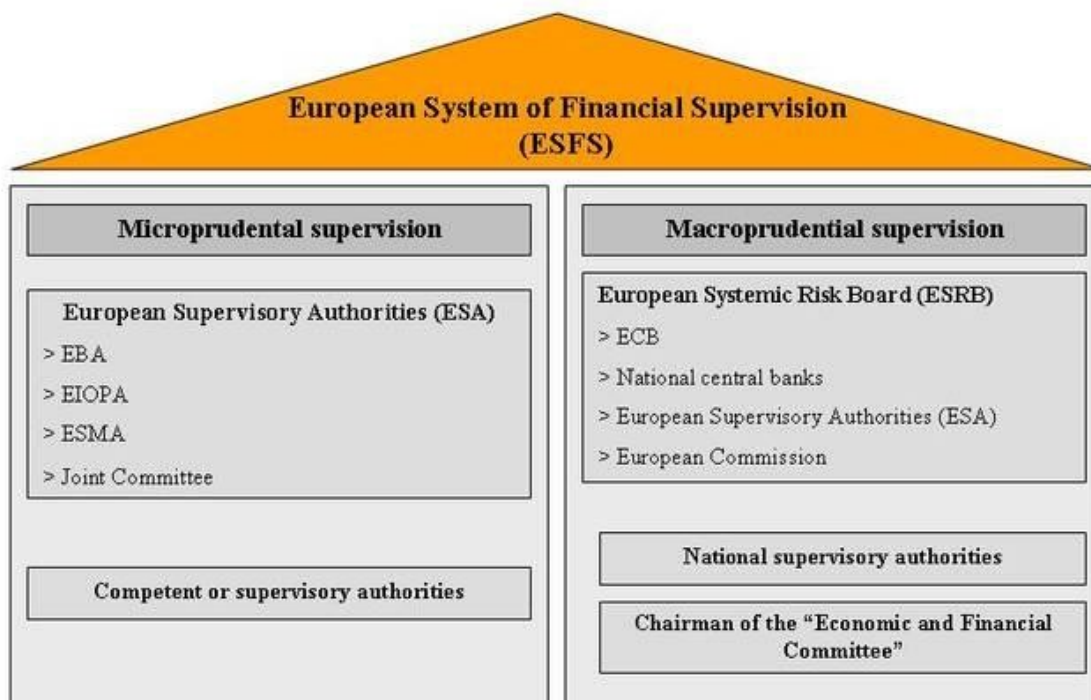 European System of Financial Supervision
(ESFS)
Microprudental supervision
European Supervisory Authorities (ESA)
> EBA
> EIOPA
> ESMA
> Joint Committee
Competent or supervisory authorities
Macroprudential supervision
European Systemic Risk Board (ESRB)
> ECB
> National central banks
> European Supervisory Authorities (ESA)
> European Commission
National supervisory authorities
Chairman of the “Economic and Financial
Committee”